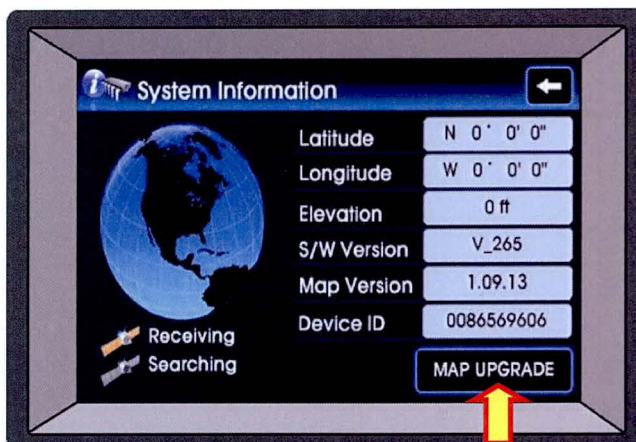 System Information
Latitude N 0° 0' 0"
Longitude W 0° 0' 0"
Elevation 0 ft
S/W Version V_265
Map Version 1.09.13
Device ID 0086569606
Receiving
Searching
MAP UPGRADE